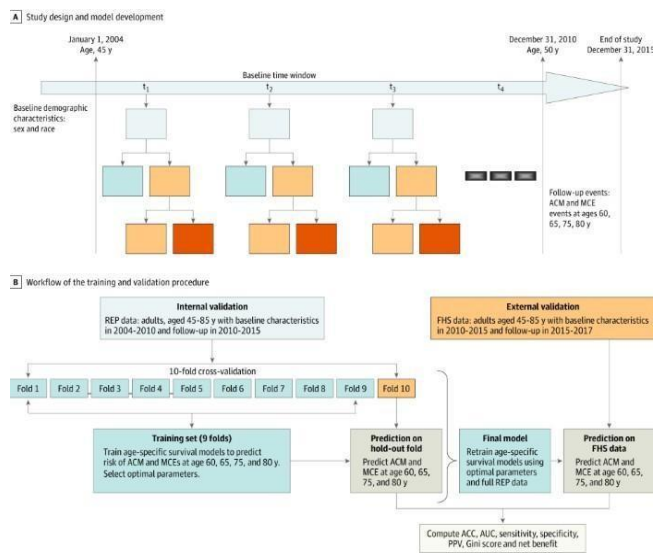 A Study design and model development
January 1, 2004
Age, 45 y
December 31, 2010
Age, 50 y
End of study
December 31, 2015
Baseline time window
t1
t2
t3
t4
Baseline demographic
characteristics:
sex and race
Follow-up events:
ACM and MCE
events at ages 60,
65, 75, 80 y
B Workflow of the training and validation procedure
Internal validation
REP data: adults, aged 45-85 y with baseline characteristics
in 2004-2010 and follow-up in 2010-2015
External validation
FHS data: adults aged 45-85 y with baseline characteristics
in 2010-2015 and follow-up in 2015-2017
10-fold cross-validation
Fold 1 Fold 2 Fold 3 Fold 4 Fold 5 Fold 6 Fold 7 Fold 8 Fold 9 Fold 10
Training set (9 folds)
Train age-specific survival models to predict
risk of ACM and MCEs at age 60, 65, 75, and 80 y.
Select optimal parameters.
Prediction on
hold-out fold
Predict ACM and
MCE at age 60, 65,
75, and 80 y
Final model
Retrain age-specific
survival models using
optimal parameters
and full REP data
Prediction on
FHS data
Predict ACM and
MCE at age 60, 65,
75, and 80 y
Compute ACC, AUC, sensitivity, specificity,
PPV, Gini score and net benefit